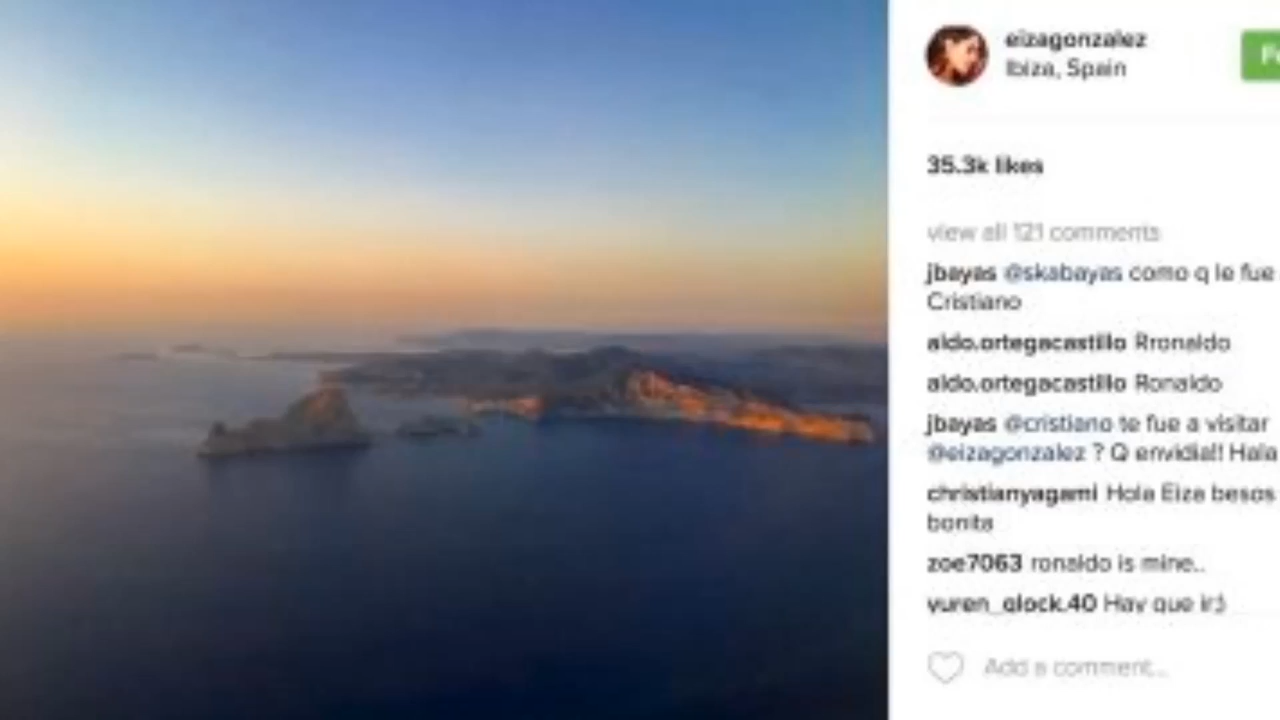 eizagonzalez
Ibiza, Spain
35.3k likes
view all 121 comments
jbayas @skabayas como q le fue
Cristiano
aldo.ortegacastillo Rronaldo
aldo.ortegacastillo Ronaldo
jbayas @cristiano te fue a visitar
@eizagonzalez ? Q envidia!! Hala
christianyagami Hola Eiza besos
bonita
zoe7063 ronaldo is mine..
yuren_glock.40 Hay que ir:)
Add a comment...